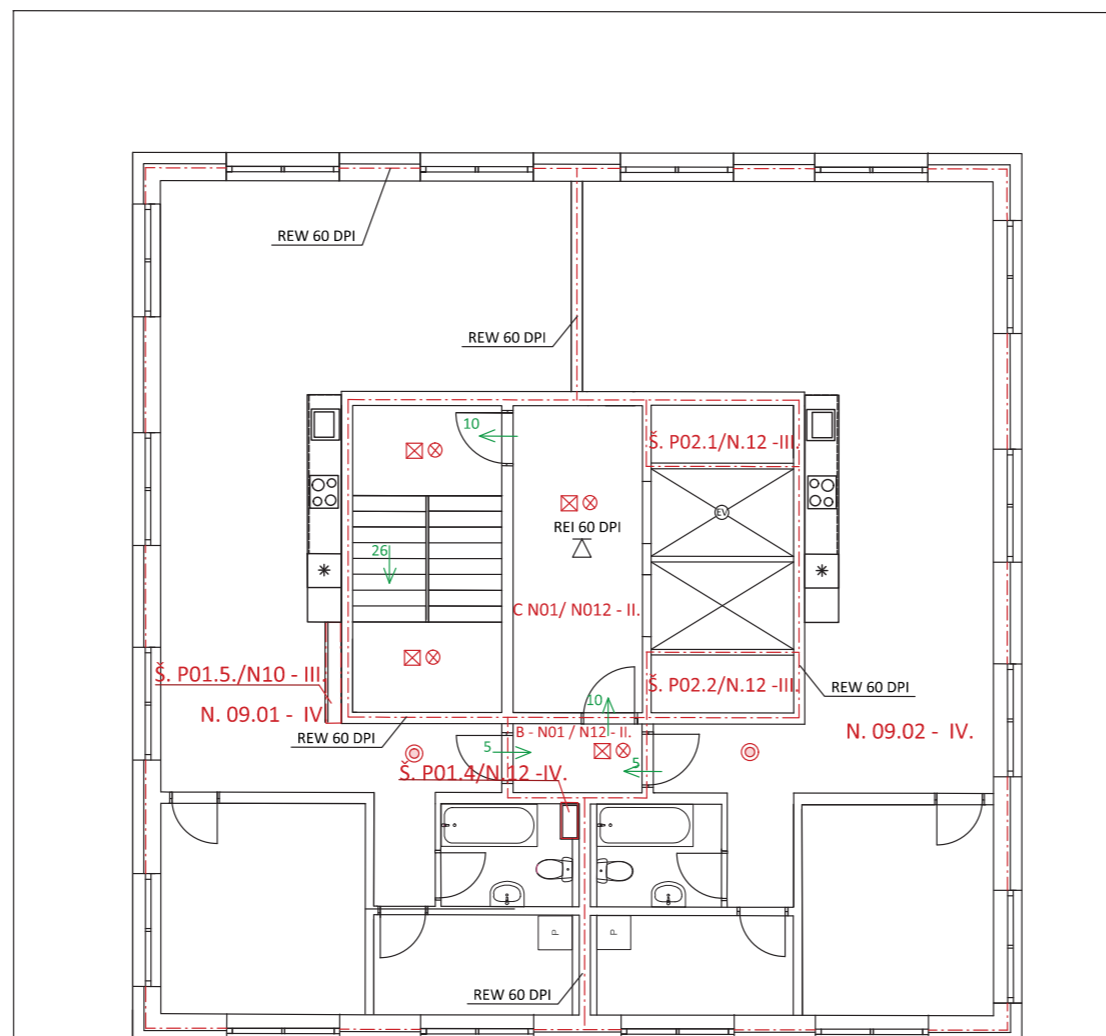 REW 60 DPI
REW 60 DPI
10
Š. P02.1/N.12 -III.
EV
REI 60 DPI
26
C N01/ N012 - II.
Š. P01.5./N10 - III.
Š. P02.2/N.12 -III.
REW 60 DPI
N. 09.01 - IV
10
REW 60 DPI
B - N01 / N12 - II.
N. 09.02 - IV.
5
5
Š. P01.4/N.12 -IV.
P
P
REW 60 DPI